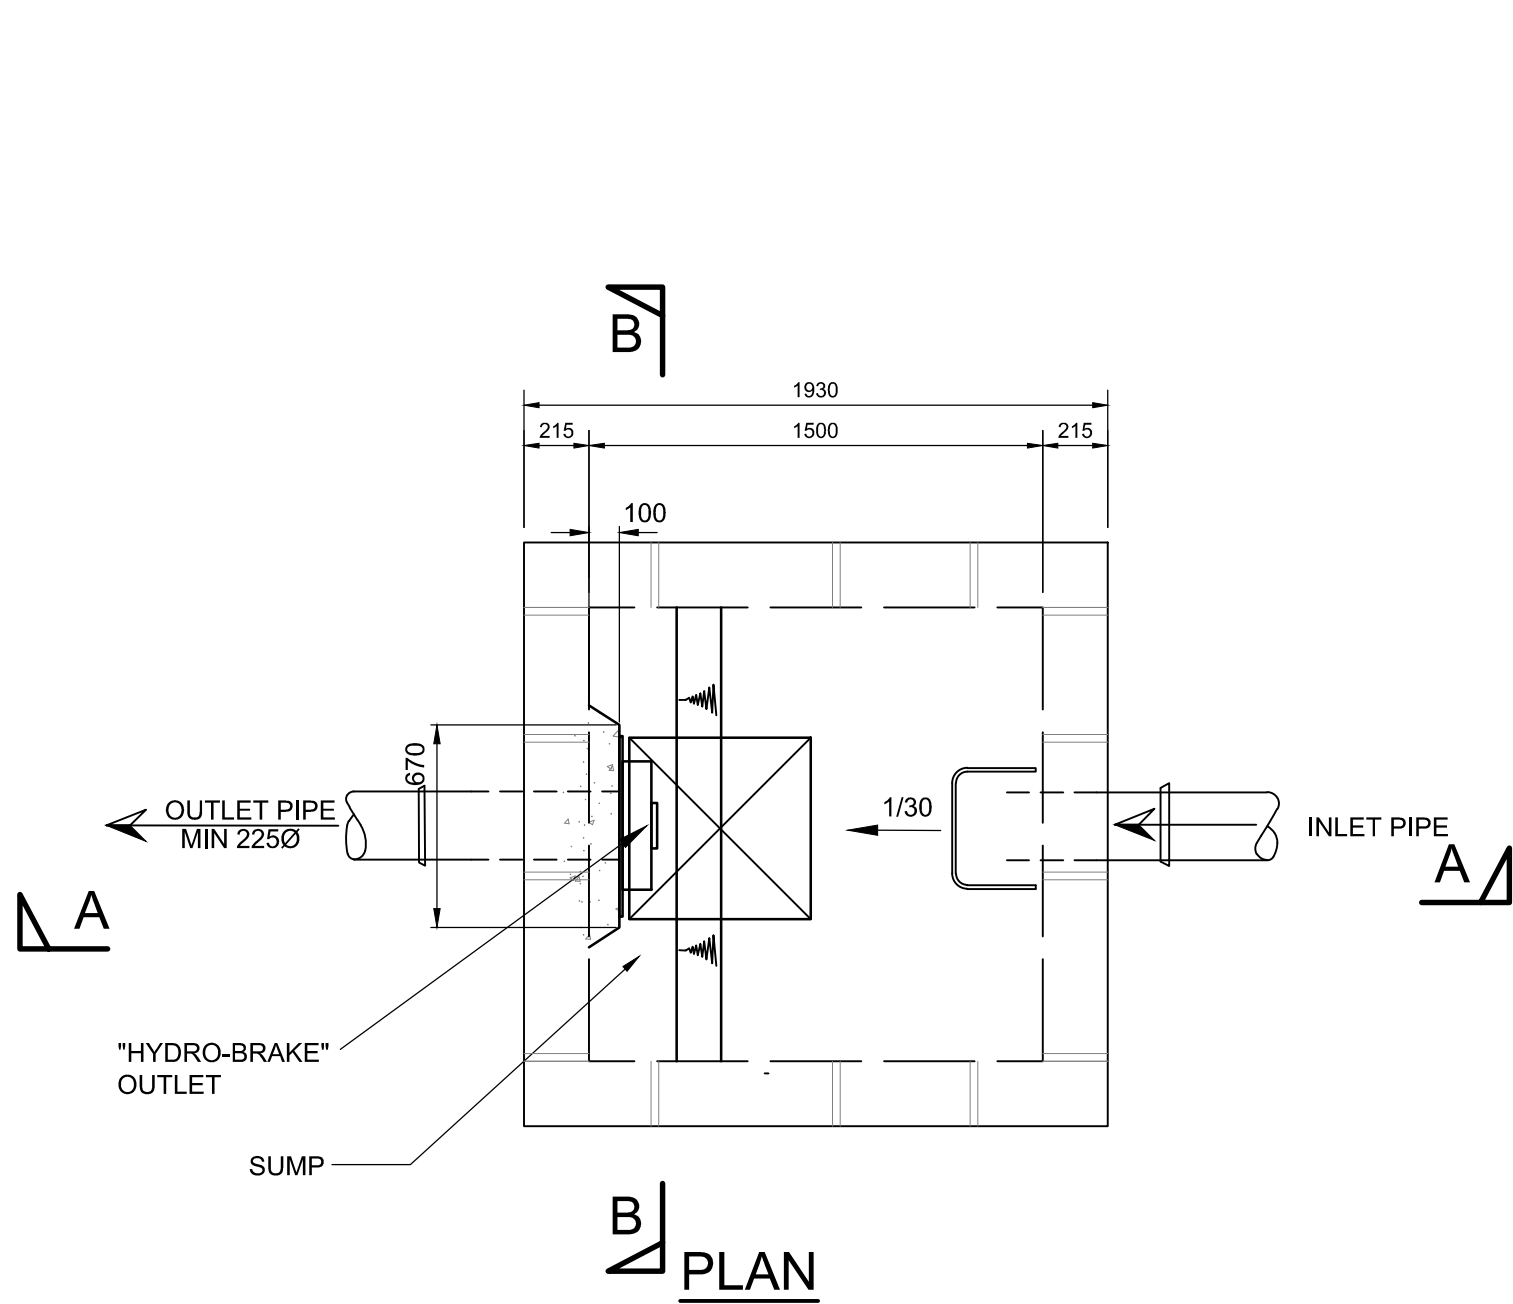 B
1930
215
1500
215
100
670
OUTLET PIPE
MIN 225Ø
1/30
INLET PIPE
A
A
"HYDRO-BRAKE"
OUTLET
SUMP
B
PLAN